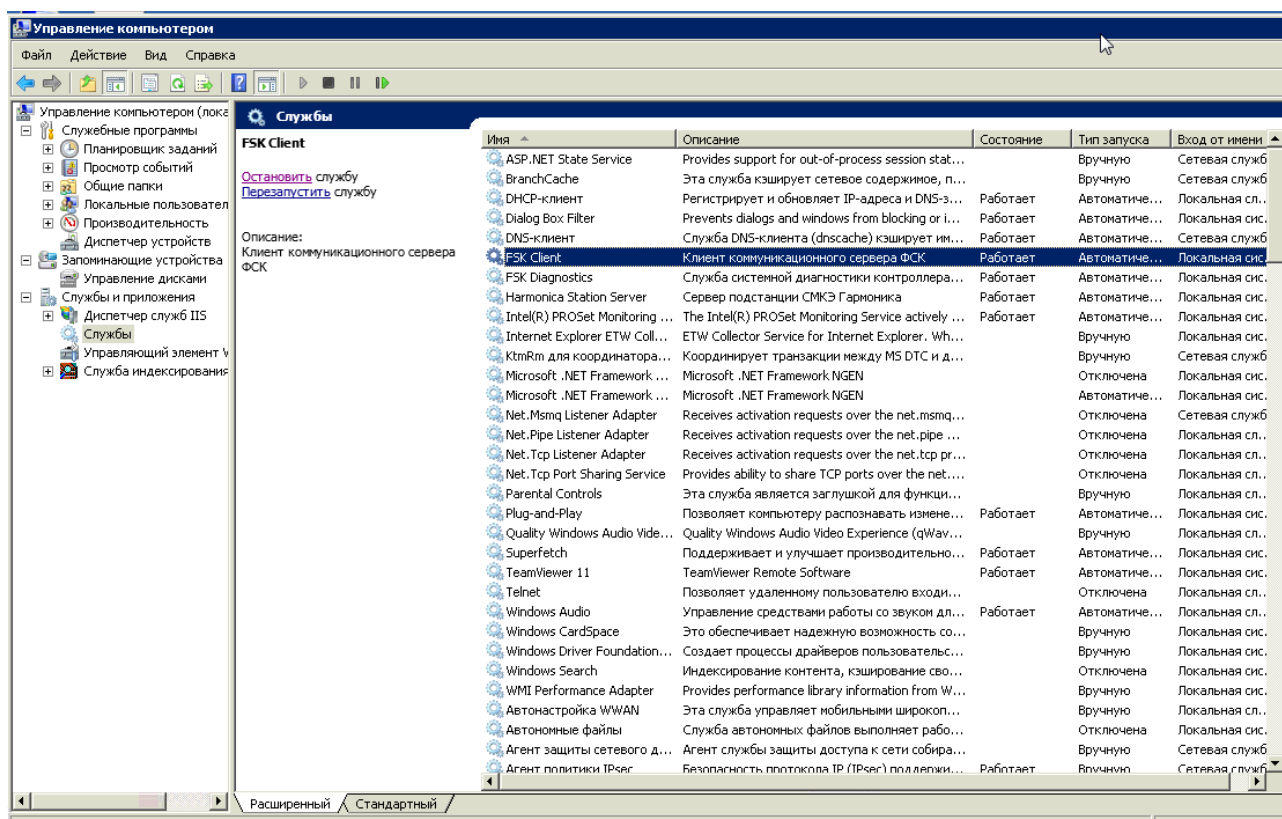 Управление компьютером
Файл Действие Вид Справка
Управление компьютером (лока
Служебные программы
Планировщик заданий
Просмотр событий
Общие папки
Локальные пользовател
Производительность
Диспетчер устройств
Запоминающие устройства
Управление дисками
Службы и приложения
Диспетчер служб IIS
Службы
Управляющий элемент W
Служба индексирования
Службы
FSK Client
Остановить службу
Перезапустить службу
Описание:
Клиент коммуникационного сервера
ФСК
Имя Описание Состояние Тип запуска Вход от имени
ASP.NET State Service Provides support for out-of-process session stat... Вручную Сетевая служб
BranchCache Эта служба кэширует сетевое содержимое, п... Вручную Сетевая служб
DHCP-клиент Регистрирует и обновляет IP-адреса и DNS-з... Работает Автоматиче... Локальная сл..
Dialog Box Filter Prevents dialogs and windows from blocking or i... Работает Автоматиче... Локальная сис.
DNS-клиент Служба DNS-клиента (dnscache) кэширует им... Работает Автоматиче... Сетевая служб
FSK Client Клиент коммуникационного сервера ФСК Работает Автоматиче... Локальная сис.
FSK Diagnostics Служба системной диагностики контроллера... Работает Автоматиче... Локальная сис.
Harmonica Station Server Сервер подстанции СМКЭ Гармоника Работает Автоматиче... Локальная сис.
Intel(R) PROSet Monitoring ... The Intel(R) PROSet Monitoring Service actively ... Работает Автоматиче... Локальная сис.
Internet Explorer ETW Coll... ETW Collector Service for Internet Explorer. Wh... Вручную Локальная сис.
KtmRm для координатора... Координирует транзакции между MS DTC и д... Вручную Сетевая служб
Microsoft .NET Framework ... Microsoft .NET Framework NGEN Отключена Локальная сис.
Microsoft .NET Framework ... Microsoft .NET Framework NGEN Автоматиче... Локальная сис.
Net.Msmq Listener Adapter Receives activation requests over the net.msmq... Отключена Сетевая служб
Net.Pipe Listener Adapter Receives activation requests over the net.pipe ... Отключена Локальная сл..
Net.Tcp Listener Adapter Receives activation requests over the net.tcp pr... Отключена Локальная сл..
Net.Tcp Port Sharing Service Provides ability to share TCP ports over the net.... Отключена Локальная сл..
Parental Controls Эта служба является заглушкой для функци... Вручную Локальная сл..
Plug-and-Play Позволяет компьютеру распознавать измене... Работает Автоматиче... Локальная сис.
Quality Windows Audio Vide... Quality Windows Audio Video Experience (qWav... Вручную Локальная сл..
Superfetch Поддерживает и улучшает производительно... Работает Автоматиче... Локальная сис.
TeamViewer 11 TeamViewer Remote Software Работает Автоматиче... Локальная сис.
Telnet Позволяет удаленному пользователю входи... Отключена Локальная сл..
Windows Audio Управление средствами работы со звуком дл... Работает Автоматиче... Локальная сл..
Windows CardSpace Это обеспечивает надежную возможность со... Вручную Локальная сис.
Windows Driver Foundation... Создает процессы драйверов пользовательс... Вручную Локальная сис.
Windows Search Индексирование контента, кэширование сво... Отключена Локальная сис.
WMI Performance Adapter Provides performance library information from W... Вручную Локальная сис.
Автонастройка WWAN Эта служба управляет мобильными широкоп... Вручную Локальная сл..
Автономные файлы Служба автономных файлов выполняет рабо... Отключена Локальная сис.
Агент защиты сетевого д... Агент службы защиты доступа к сети собира... Вручную Сетевая служб
Агент политики IPsec Безопасность протокола IP (IPsec) поддержи... Работает Вручную Сетевая служб
Расширенный Стандартный